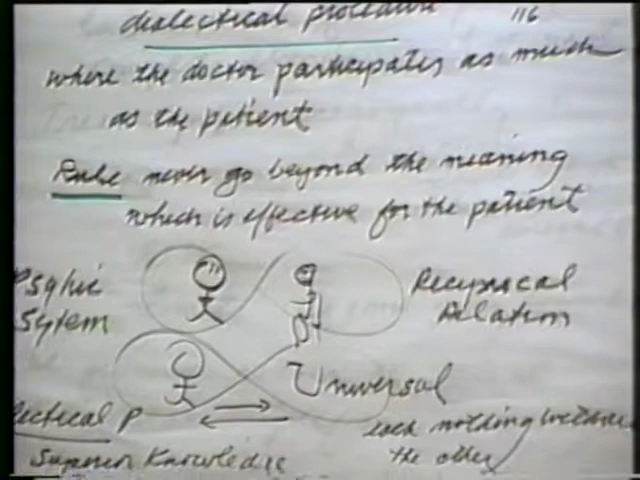 dialectical procedure 116
where the doctor participates as much
as the patient
Rule never go beyond the meaning
which is effective for the patient
Psychic
System
Reciprocal
Relation
Universal
lectical P
each nothing without
the other
Superior Knowledge